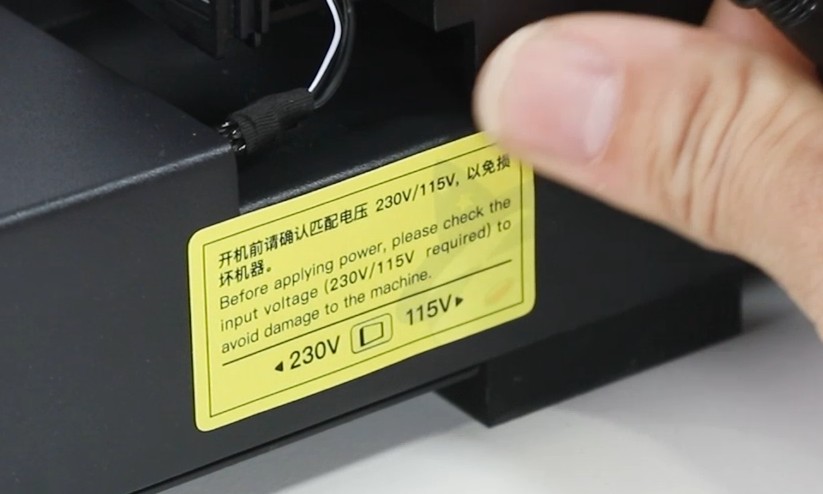 开机前请确认匹配电压 230V/115V, 以免损
坏机器。
Before applying power, please check the
input voltage (230V/115V required) to
avoid damage to the machine.
◂230V 115V▸